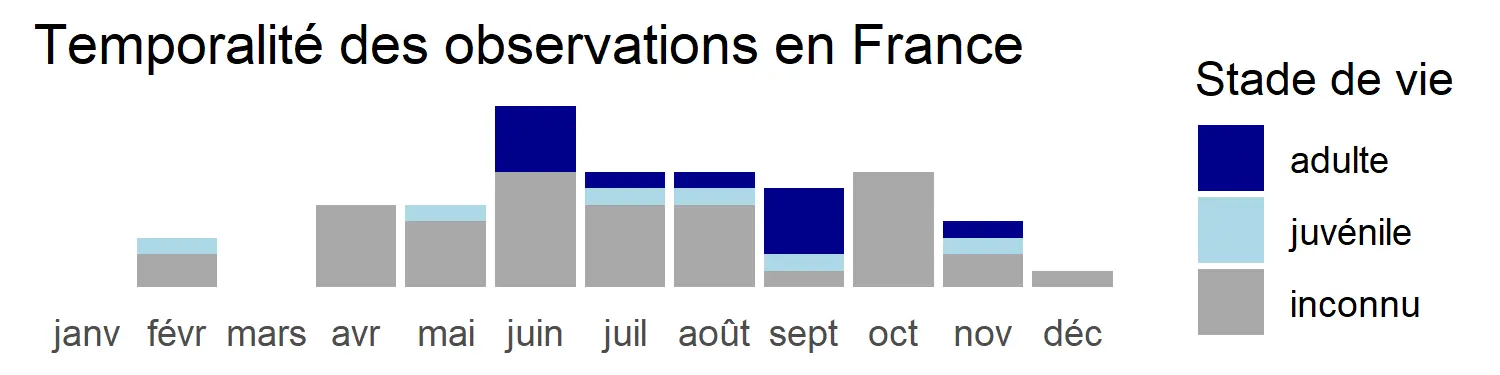 Temporalité des observations en France
Stade de vie
adulte
juvénile
inconnu
janv févr mars avr mai juin juil août sept oct nov déc